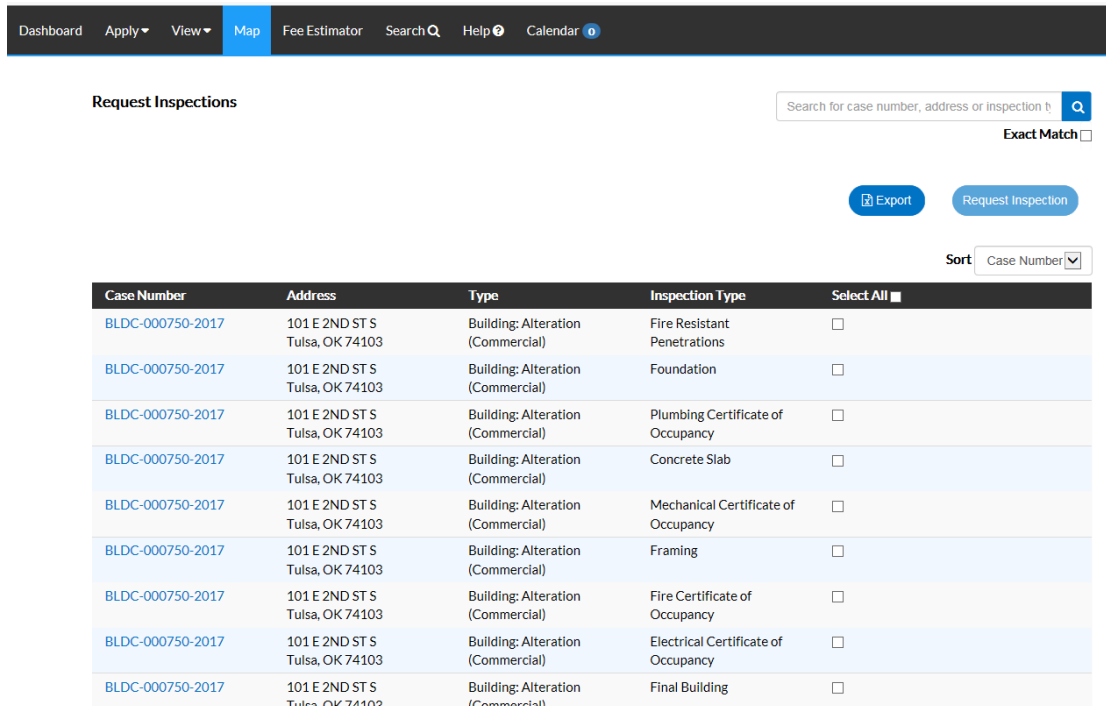 Dashboard Apply View Map Fee Estimator Search Help Calendar 0
Request Inspections
Search for case number, address or inspection ty
Exact Match
Export Request Inspection
Sort Case Number
Case Number Address Type Inspection Type Select All
BLDC-000750-2017 101 E 2ND ST S Building: Alteration Fire Resistant
Tulsa, OK 74103 (Commercial) Penetrations
BLDC-000750-2017 101 E 2ND ST S Building: Alteration Foundation
Tulsa, OK 74103 (Commercial)
BLDC-000750-2017 101 E 2ND ST S Building: Alteration Plumbing Certificate of
Tulsa, OK 74103 (Commercial) Occupancy
BLDC-000750-2017 101 E 2ND ST S Building: Alteration Concrete Slab
Tulsa, OK 74103 (Commercial)
BLDC-000750-2017 101 E 2ND ST S Building: Alteration Mechanical Certificate of
Tulsa, OK 74103 (Commercial) Occupancy
BLDC-000750-2017 101 E 2ND ST S Building: Alteration Framing
Tulsa, OK 74103 (Commercial)
BLDC-000750-2017 101 E 2ND ST S Building: Alteration Fire Certificate of
Tulsa, OK 74103 (Commercial) Occupancy
BLDC-000750-2017 101 E 2ND ST S Building: Alteration Electrical Certificate of
Tulsa, OK 74103 (Commercial) Occupancy
BLDC-000750-2017 101 E 2ND ST S Building: Alteration Final Building
Tulsa, OK 74103 (Commercial)